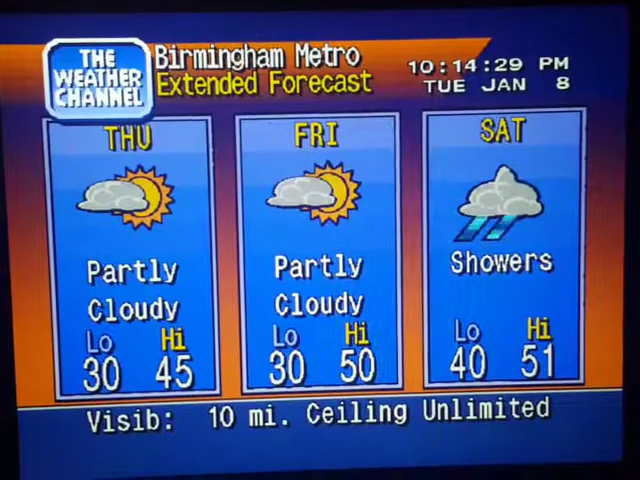 THE
WEATHER
CHANNEL
Birmingham Metro
Extended Forecast
10:14:29 PM
TUE JAN 8
THU
Partly
Cloudy
Lo Hi
30 45
FRI
Partly
Cloudy
Lo Hi
30 50
SAT
Showers
Lo Hi
40 51
Visib: 10 mi. Ceiling Unlimited